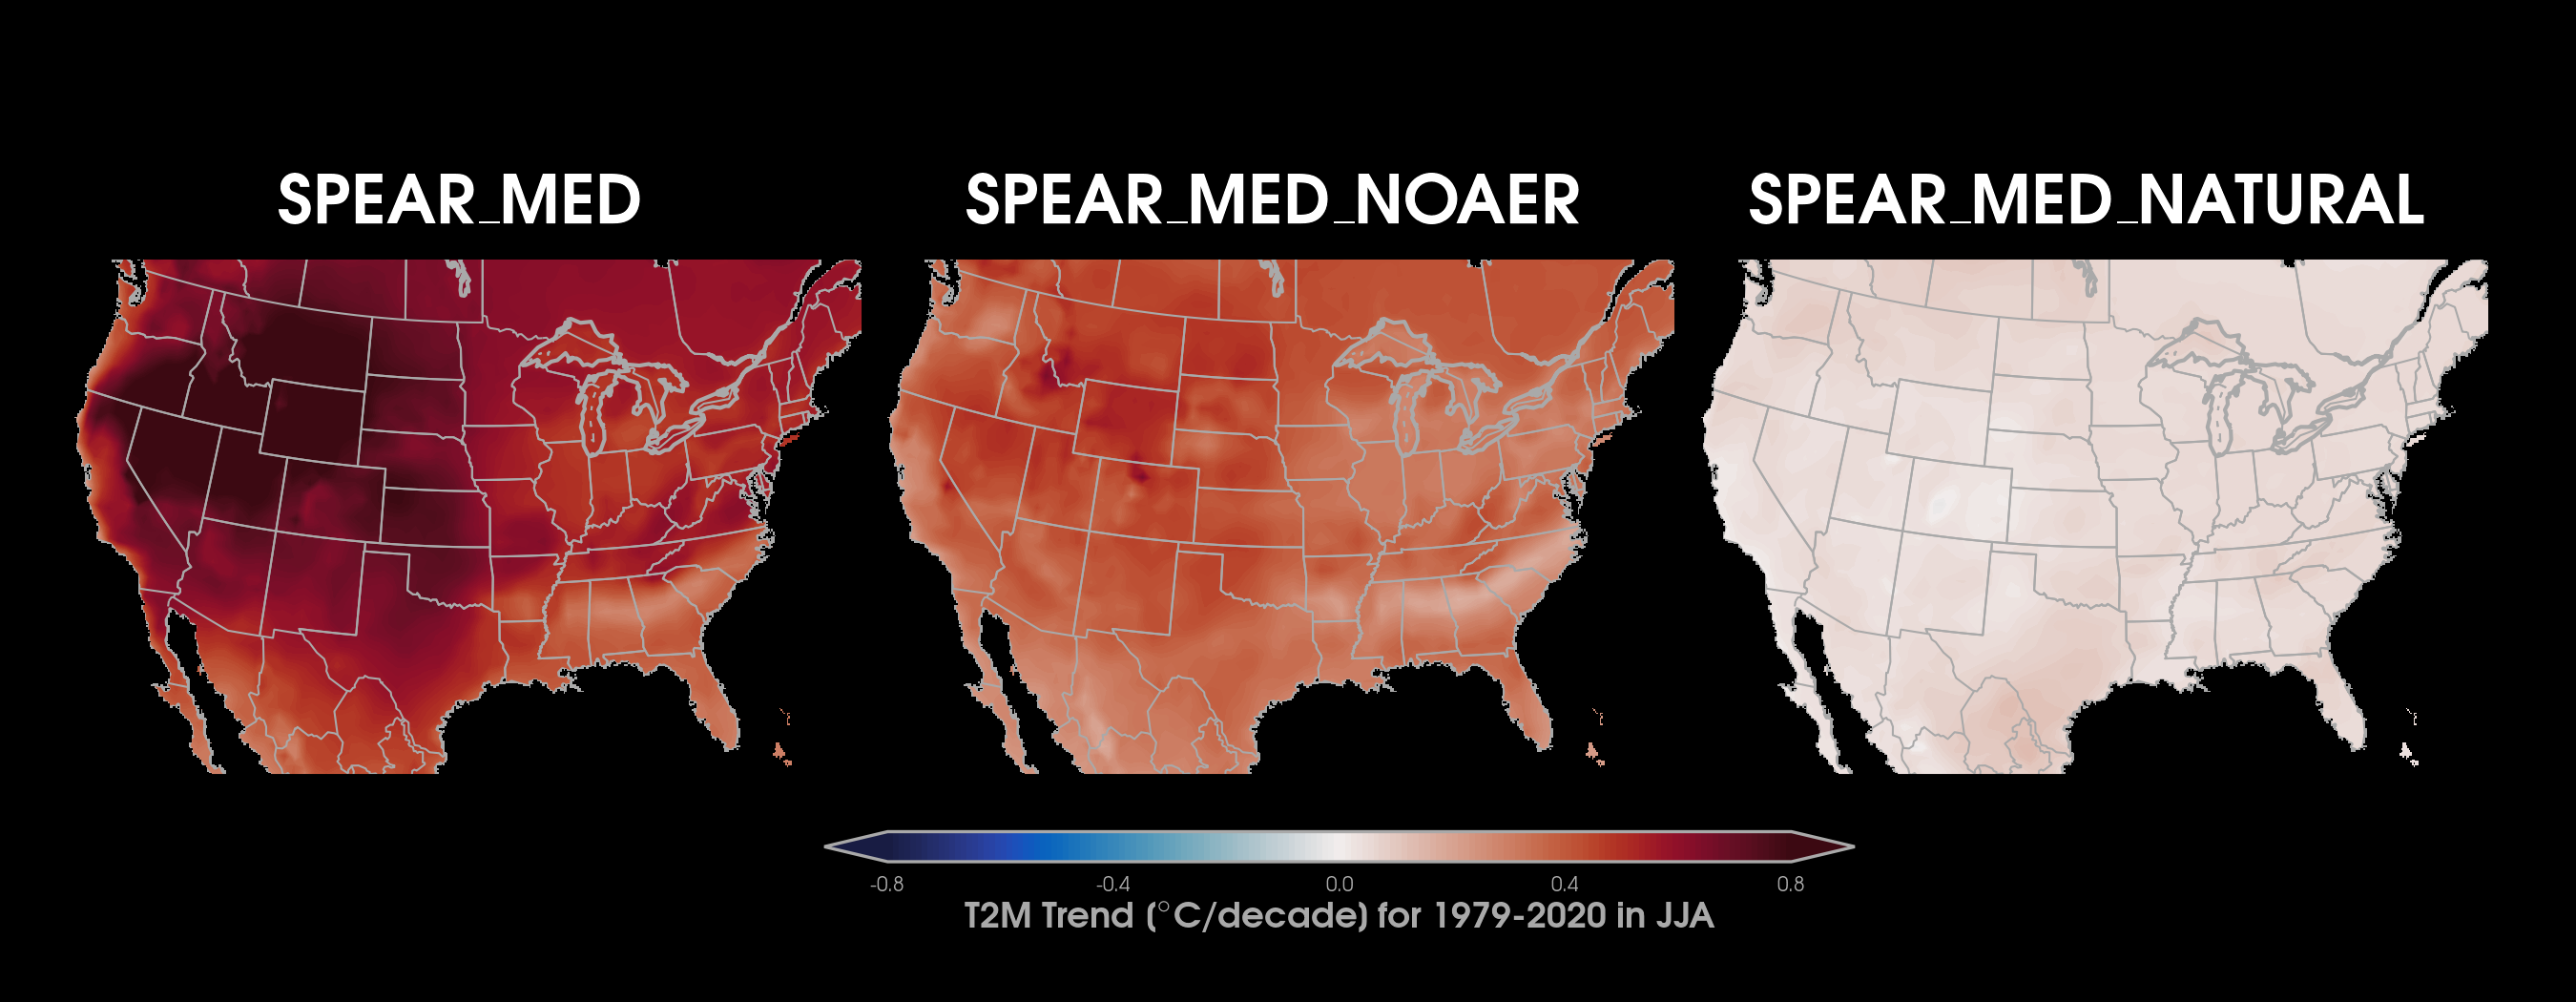 SPEAR_MED SPEAR_MED_NOAER SPEAR_MED_NATURAL
-0.8 -0.4 0.0 0.4 0.8
T2M Trend (°C/decade) for 1979-2020 in JJA